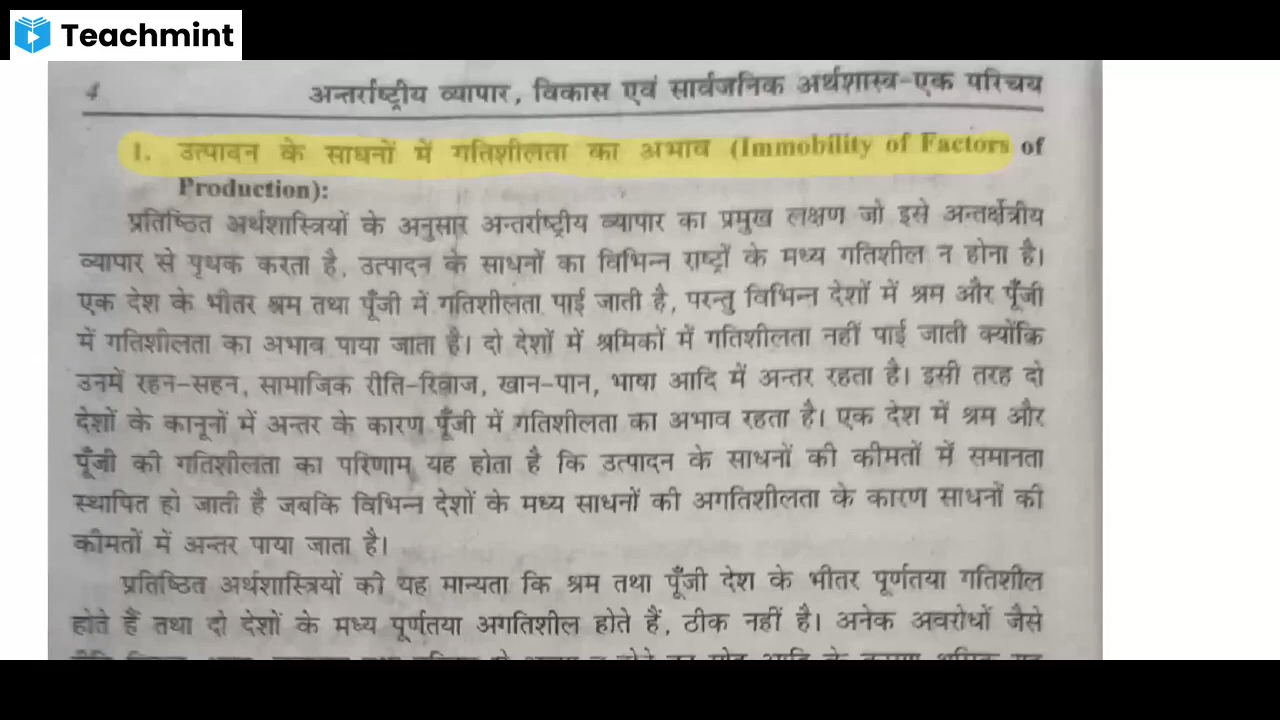 Teachmint
4 अन्तर्राष्ट्रीय व्यापार, विकास एवं सार्वजनिक अर्थशास्त्र-एक परिचय
1. उत्पादन के साधनों में गतिशीलता का अभाव (Immobility of Factors of
Production):
प्रतिष्ठित अर्थशास्त्रियों के अनुसार अन्तर्राष्ट्रीय व्यापार का प्रमुख लक्षण जो इसे अन्तर्क्षेत्रीय
व्यापार से पृथक करता है, उत्पादन के साधनों का विभिन्न राष्ट्रों के मध्य गतिशील न होना है।
एक देश के भीतर श्रम तथा पूँजी में गतिशीलता पाई जाती है, परन्तु विभिन्न देशों में श्रम और पूँजी
में गतिशीलता का अभाव पाया जाता है। दो देशों में श्रमिकों में गतिशीलता नहीं पाई जाती क्योंकि
उनमें रहन-सहन, सामाजिक रीति-रिवाज, खान-पान, भाषा आदि में अन्तर रहता है। इसी तरह दो
देशों के कानूनों में अन्तर के कारण पूँजी में गतिशीलता का अभाव रहता है। एक देश में श्रम और
पूँजी की गतिशीलता का परिणाम यह होता है कि उत्पादन के साधनों की कीमतों में समानता
स्थापित हो जाती है जबकि विभिन्न देशों के मध्य साधनों की अगतिशीलता के कारण साधनों की
कीमतों में अन्तर पाया जाता है।
प्रतिष्ठित अर्थशास्त्रियों की यह मान्यता कि श्रम तथा पूँजी देश के भीतर पूर्णतया गतिशील
होते हैं तथा दो देशों के मध्य पूर्णतया अगतिशील होते हैं, ठीक नहीं है। अनेक अवरोधों जैसे